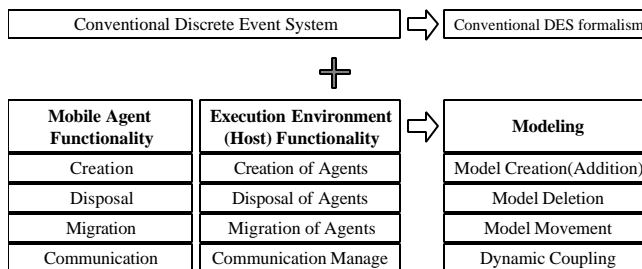 Conventional Discrete Event System
Conventional DES formalism
Mobile Agent
Functionality
Execution Environment
(Host) Functionality
Modeling
Creation
Creation of Agents
Model Creation(Addition)
Disposal
Disposal of Agents
Model Deletion
Migration
Migration of Agents
Model Movement
Communication
Communication Manage
Dynamic Coupling